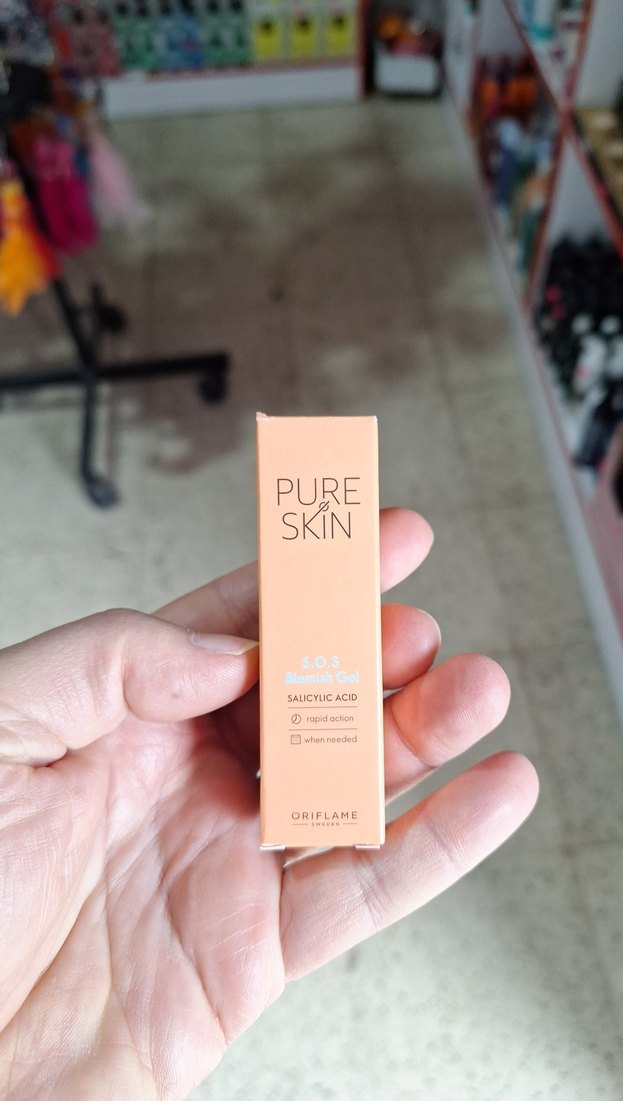 PURE
SKIN
S.O.S
Blemish Gel
SALICYLIC ACID
rapid action
when needed
ORIFLAME
SWEDEN